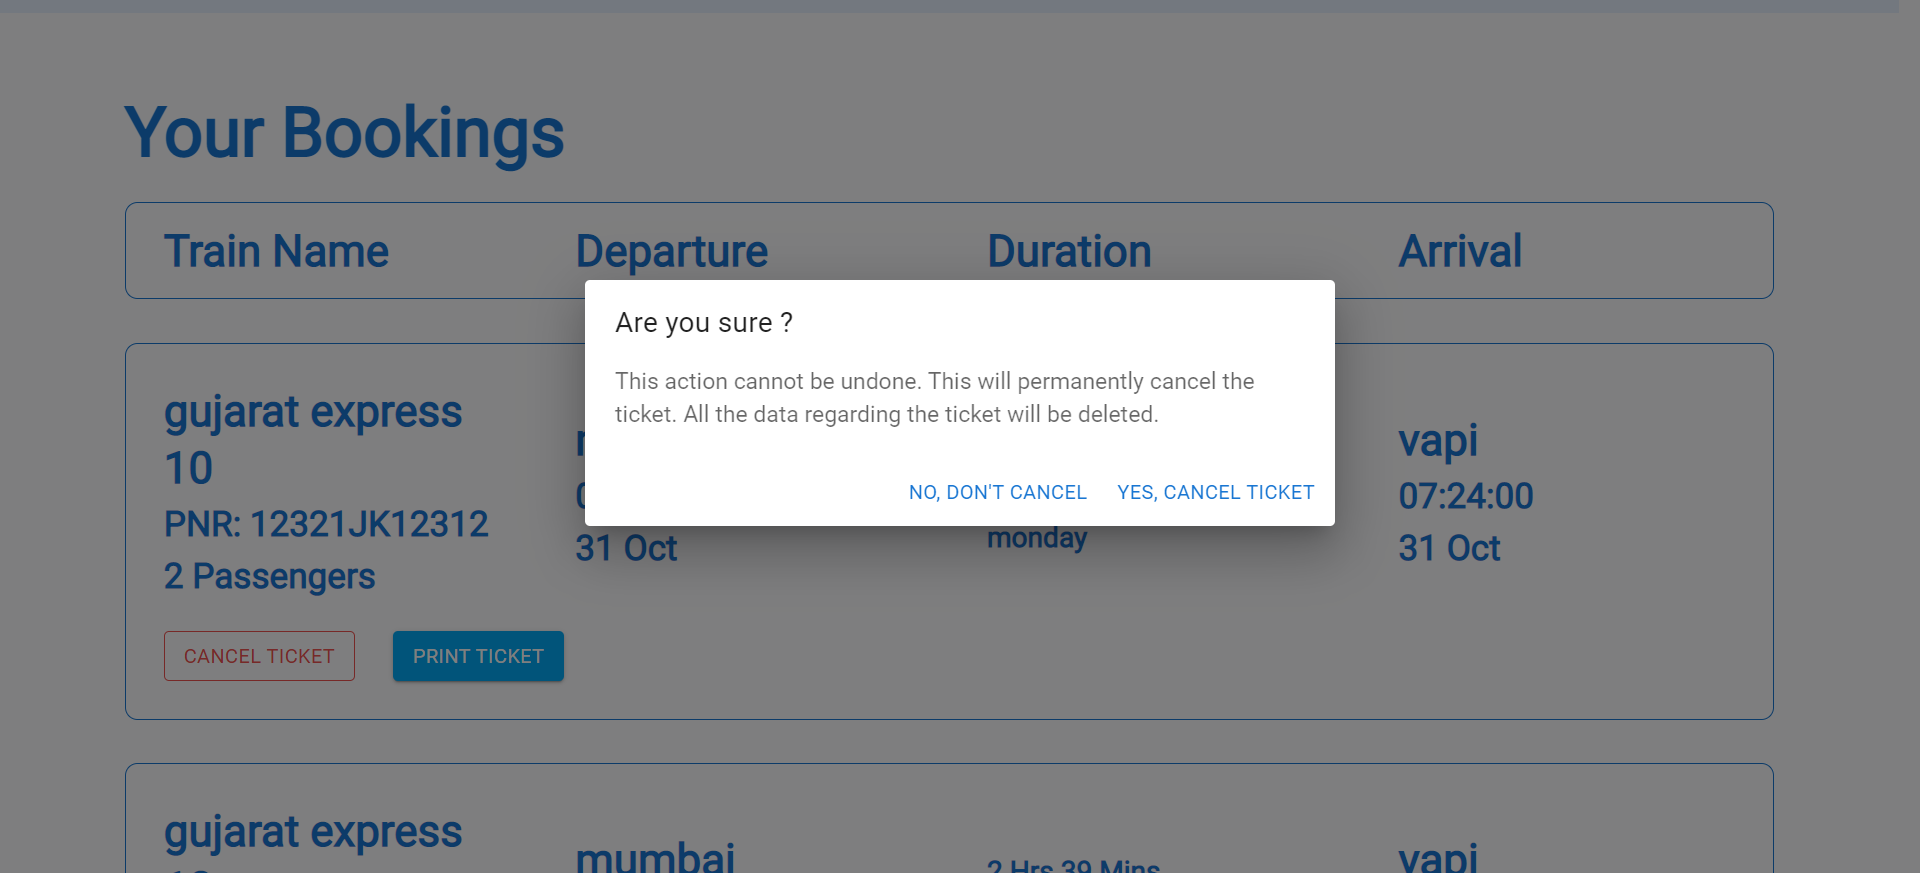 Your Bookings
Train Name Departure Duration Arrival
Are you sure ?
This action cannot be undone. This will permanently cancel the
ticket. All the data regarding the ticket will be deleted.
NO, DON'T CANCEL YES, CANCEL TICKET
gujarat express
10
PNR: 12321JK12312
2 Passengers
31 Oct
monday
vapi
07:24:00
31 Oct
CANCEL TICKET PRINT TICKET
gujarat express
mumbai
2 Hrs 39 Mins
vapi